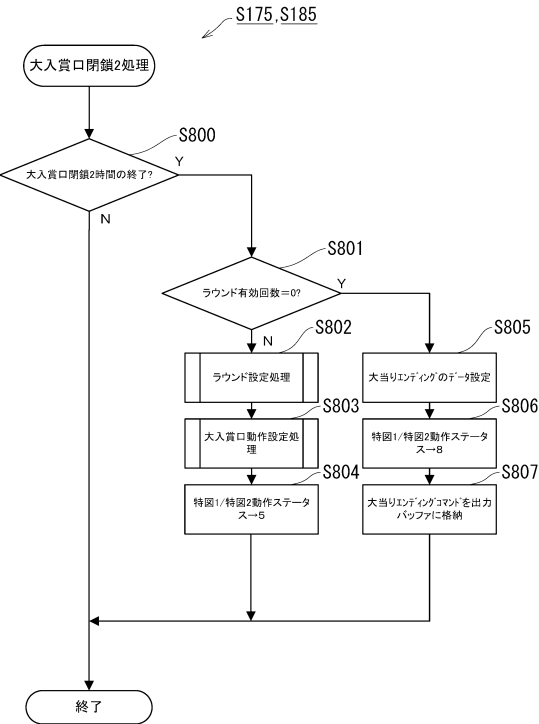 S175,S185
大入賞口閉鎖2処理
S800
大入賞口閉鎖2時間の終了?
Y
N
S801
ラウンド有効回数=0?
Y
N
S802
ラウンド設定処理
S803
大入賞口動作設定処
理
S804
特図1/特図2動作ステータ
ス→5
S805
大当りエンディングのデータ設定
S806
特図1/特図2動作ステータ
ス→8
S807
大当りエンディングコマンドを出力
バッファに格納
終了